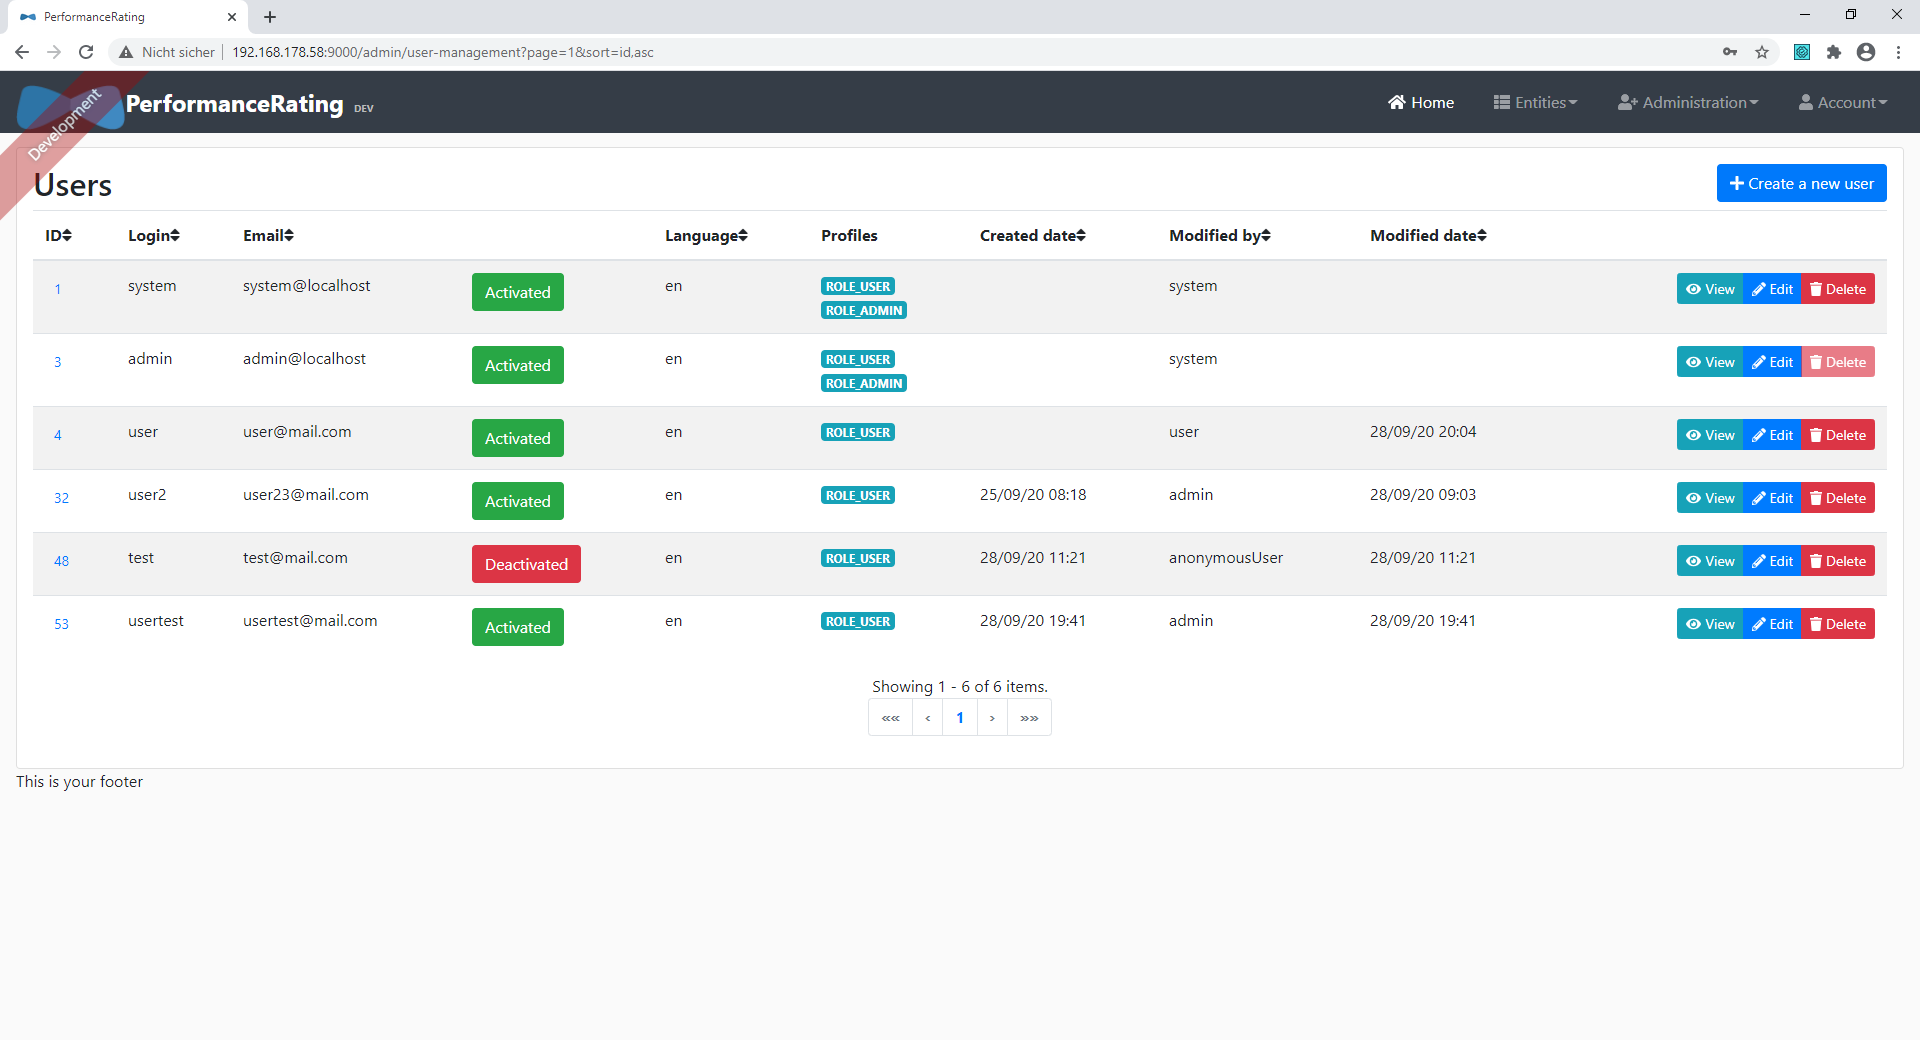 PerformanceRating
Nicht sicher 192.168.178.58:9000/admin/user-management?page=1&sort=id,asc
Development
PerformanceRating DEV Home Entities Administration Account
Users Create a new user
ID Login Email Language Profiles Created date Modified by Modified date
1 system system@localhost Activated en ROLE_USER system View Edit Delete
ROLE_ADMIN
3 admin admin@localhost Activated en ROLE_USER system View Edit Delete
ROLE_ADMIN
4 user user@mail.com Activated en ROLE_USER user 28/09/20 20:04 View Edit Delete
32 user2 user23@mail.com Activated en ROLE_USER 25/09/20 08:18 admin 28/09/20 09:03 View Edit Delete
48 test test@mail.com Deactivated en ROLE_USER 28/09/20 11:21 anonymousUser 28/09/20 11:21 View Edit Delete
53 usertest usertest@mail.com Activated en ROLE_USER 28/09/20 19:41 admin 28/09/20 19:41 View Edit Delete
Showing 1 - 6 of 6 items.
«« ‹ 1 › »»
This is your footer